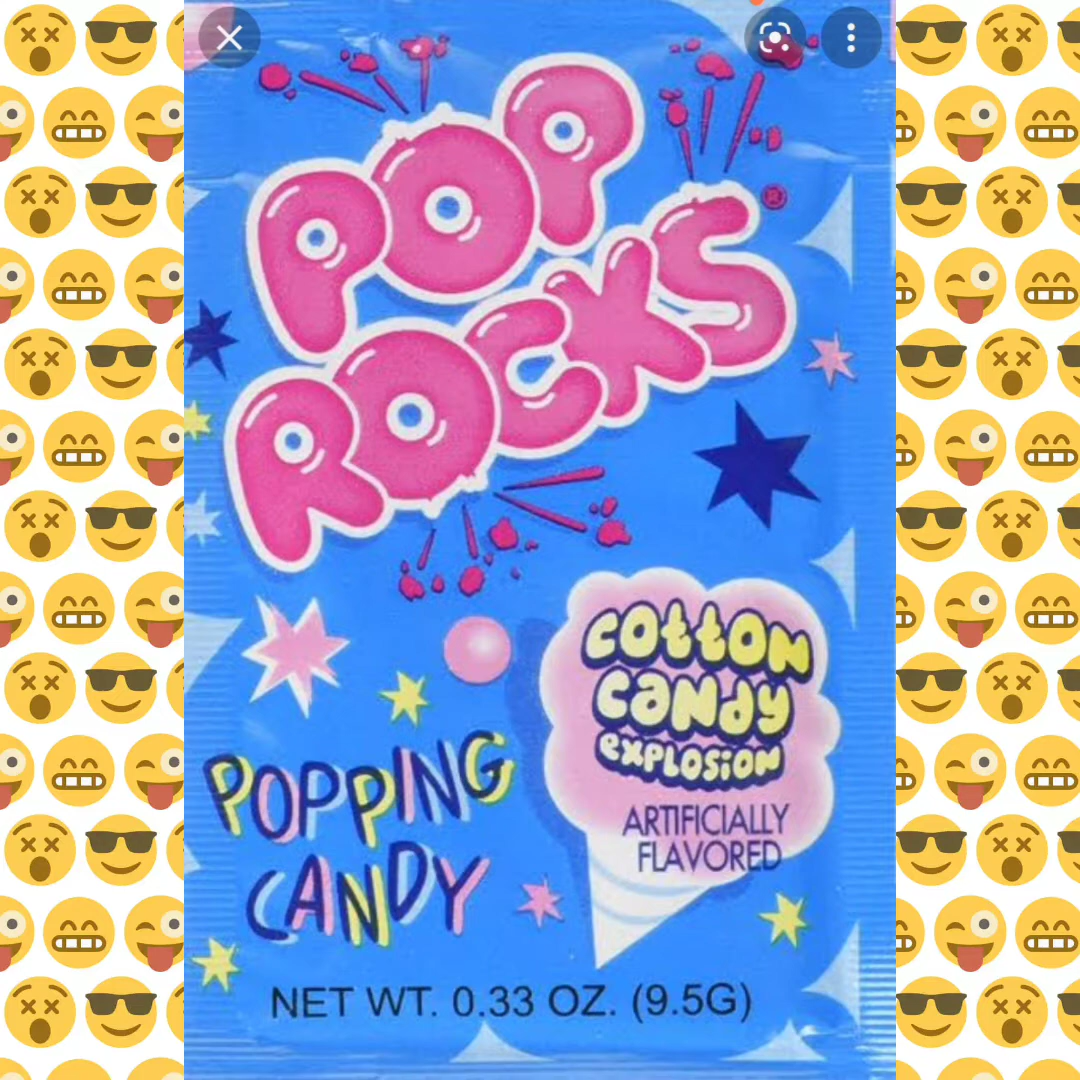 POP
ROCKS®
cotton
candy
explosion
ARTIFICIALLY
FLAVORED
POPPING
CANDY
NET WT. 0.33 OZ. (9.5G)